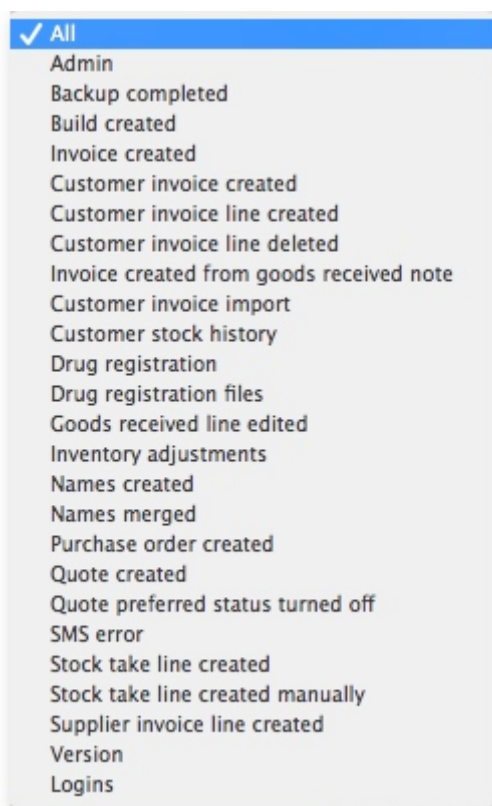 All
Admin
Backup completed
Build created
Invoice created
Customer invoice created
Customer invoice line created
Customer invoice line deleted
Invoice created from goods received note
Customer invoice import
Customer stock history
Drug registration
Drug registration files
Goods received line edited
Inventory adjustments
Names created
Names merged
Purchase order created
Quote created
Quote preferred status turned off
SMS error
Stock take line created
Stock take line created manually
Supplier invoice line created
Version
Logins